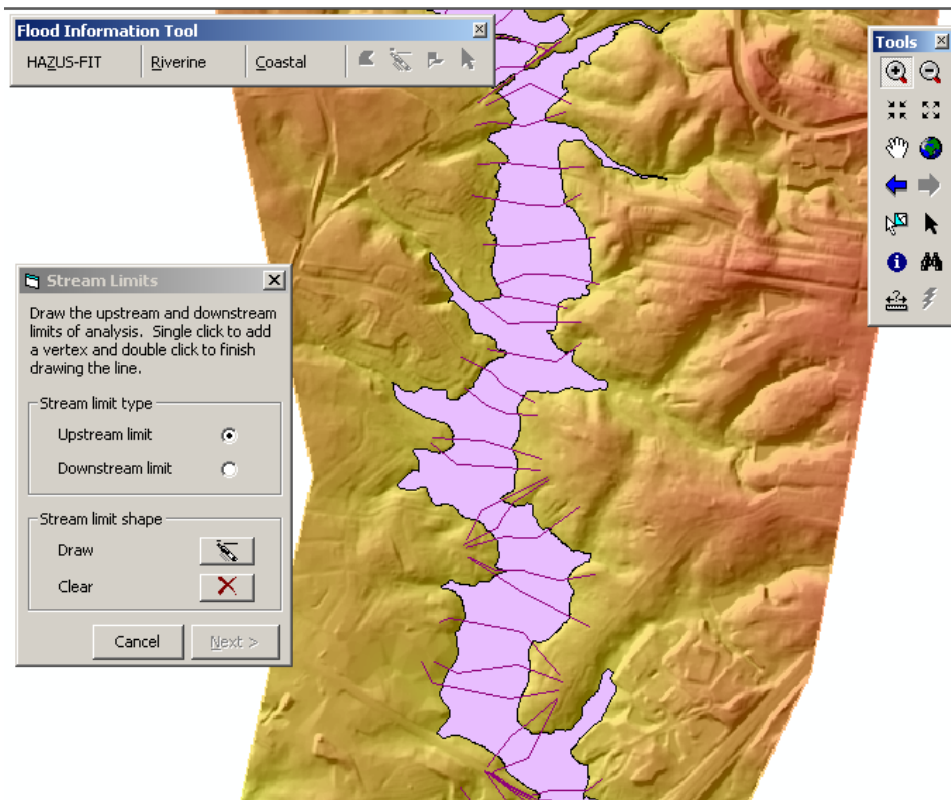 Flood Information Tool
HAZUS-FIT Riverine Coastal
Tools
Stream Limits
Draw the upstream and downstream
limits of analysis. Single click to add
a vertex and double click to finish
drawing the line.
Stream limit type
Upstream limit
Downstream limit
Stream limit shape
Draw
Clear
Cancel Next >